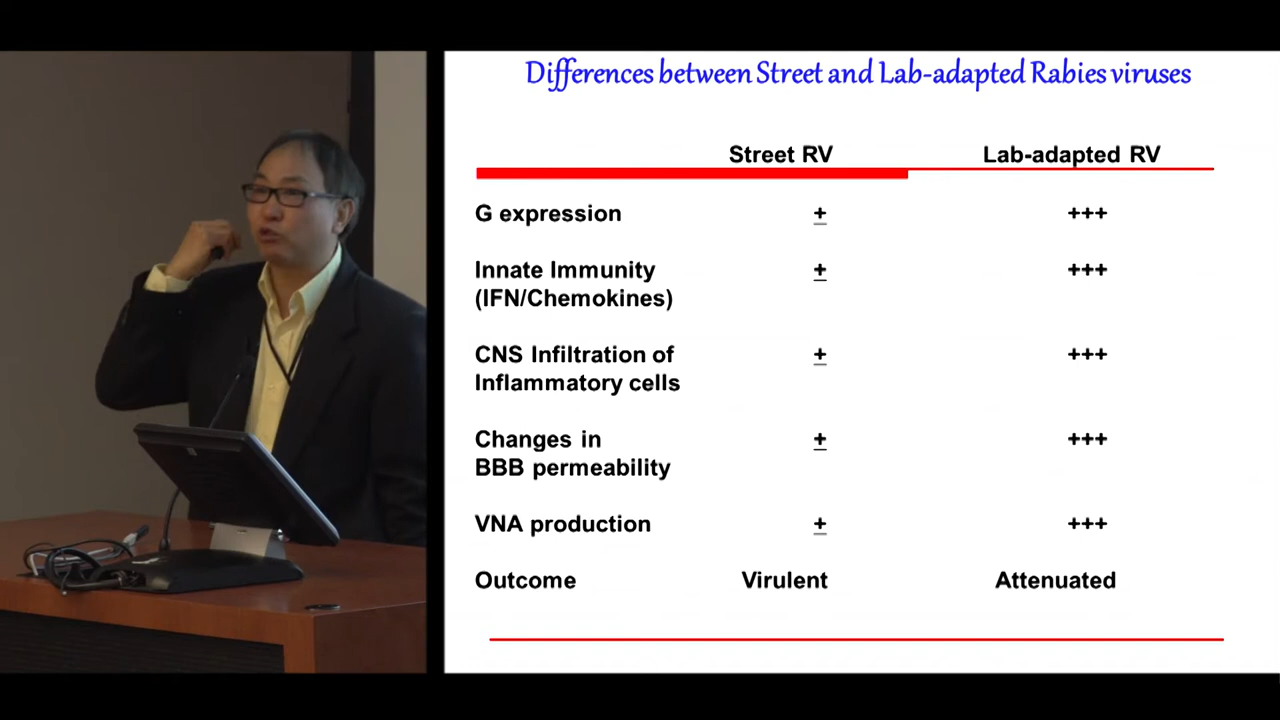 Differences between Street and Lab-adapted Rabies viruses
Street RV Lab-adapted RV
G expression ± +++
Innate Immunity ± +++
(IFN/Chemokines)
CNS Infiltration of ± +++
Inflammatory cells
Changes in ± +++
BBB permeability
VNA production ± +++
Outcome Virulent Attenuated